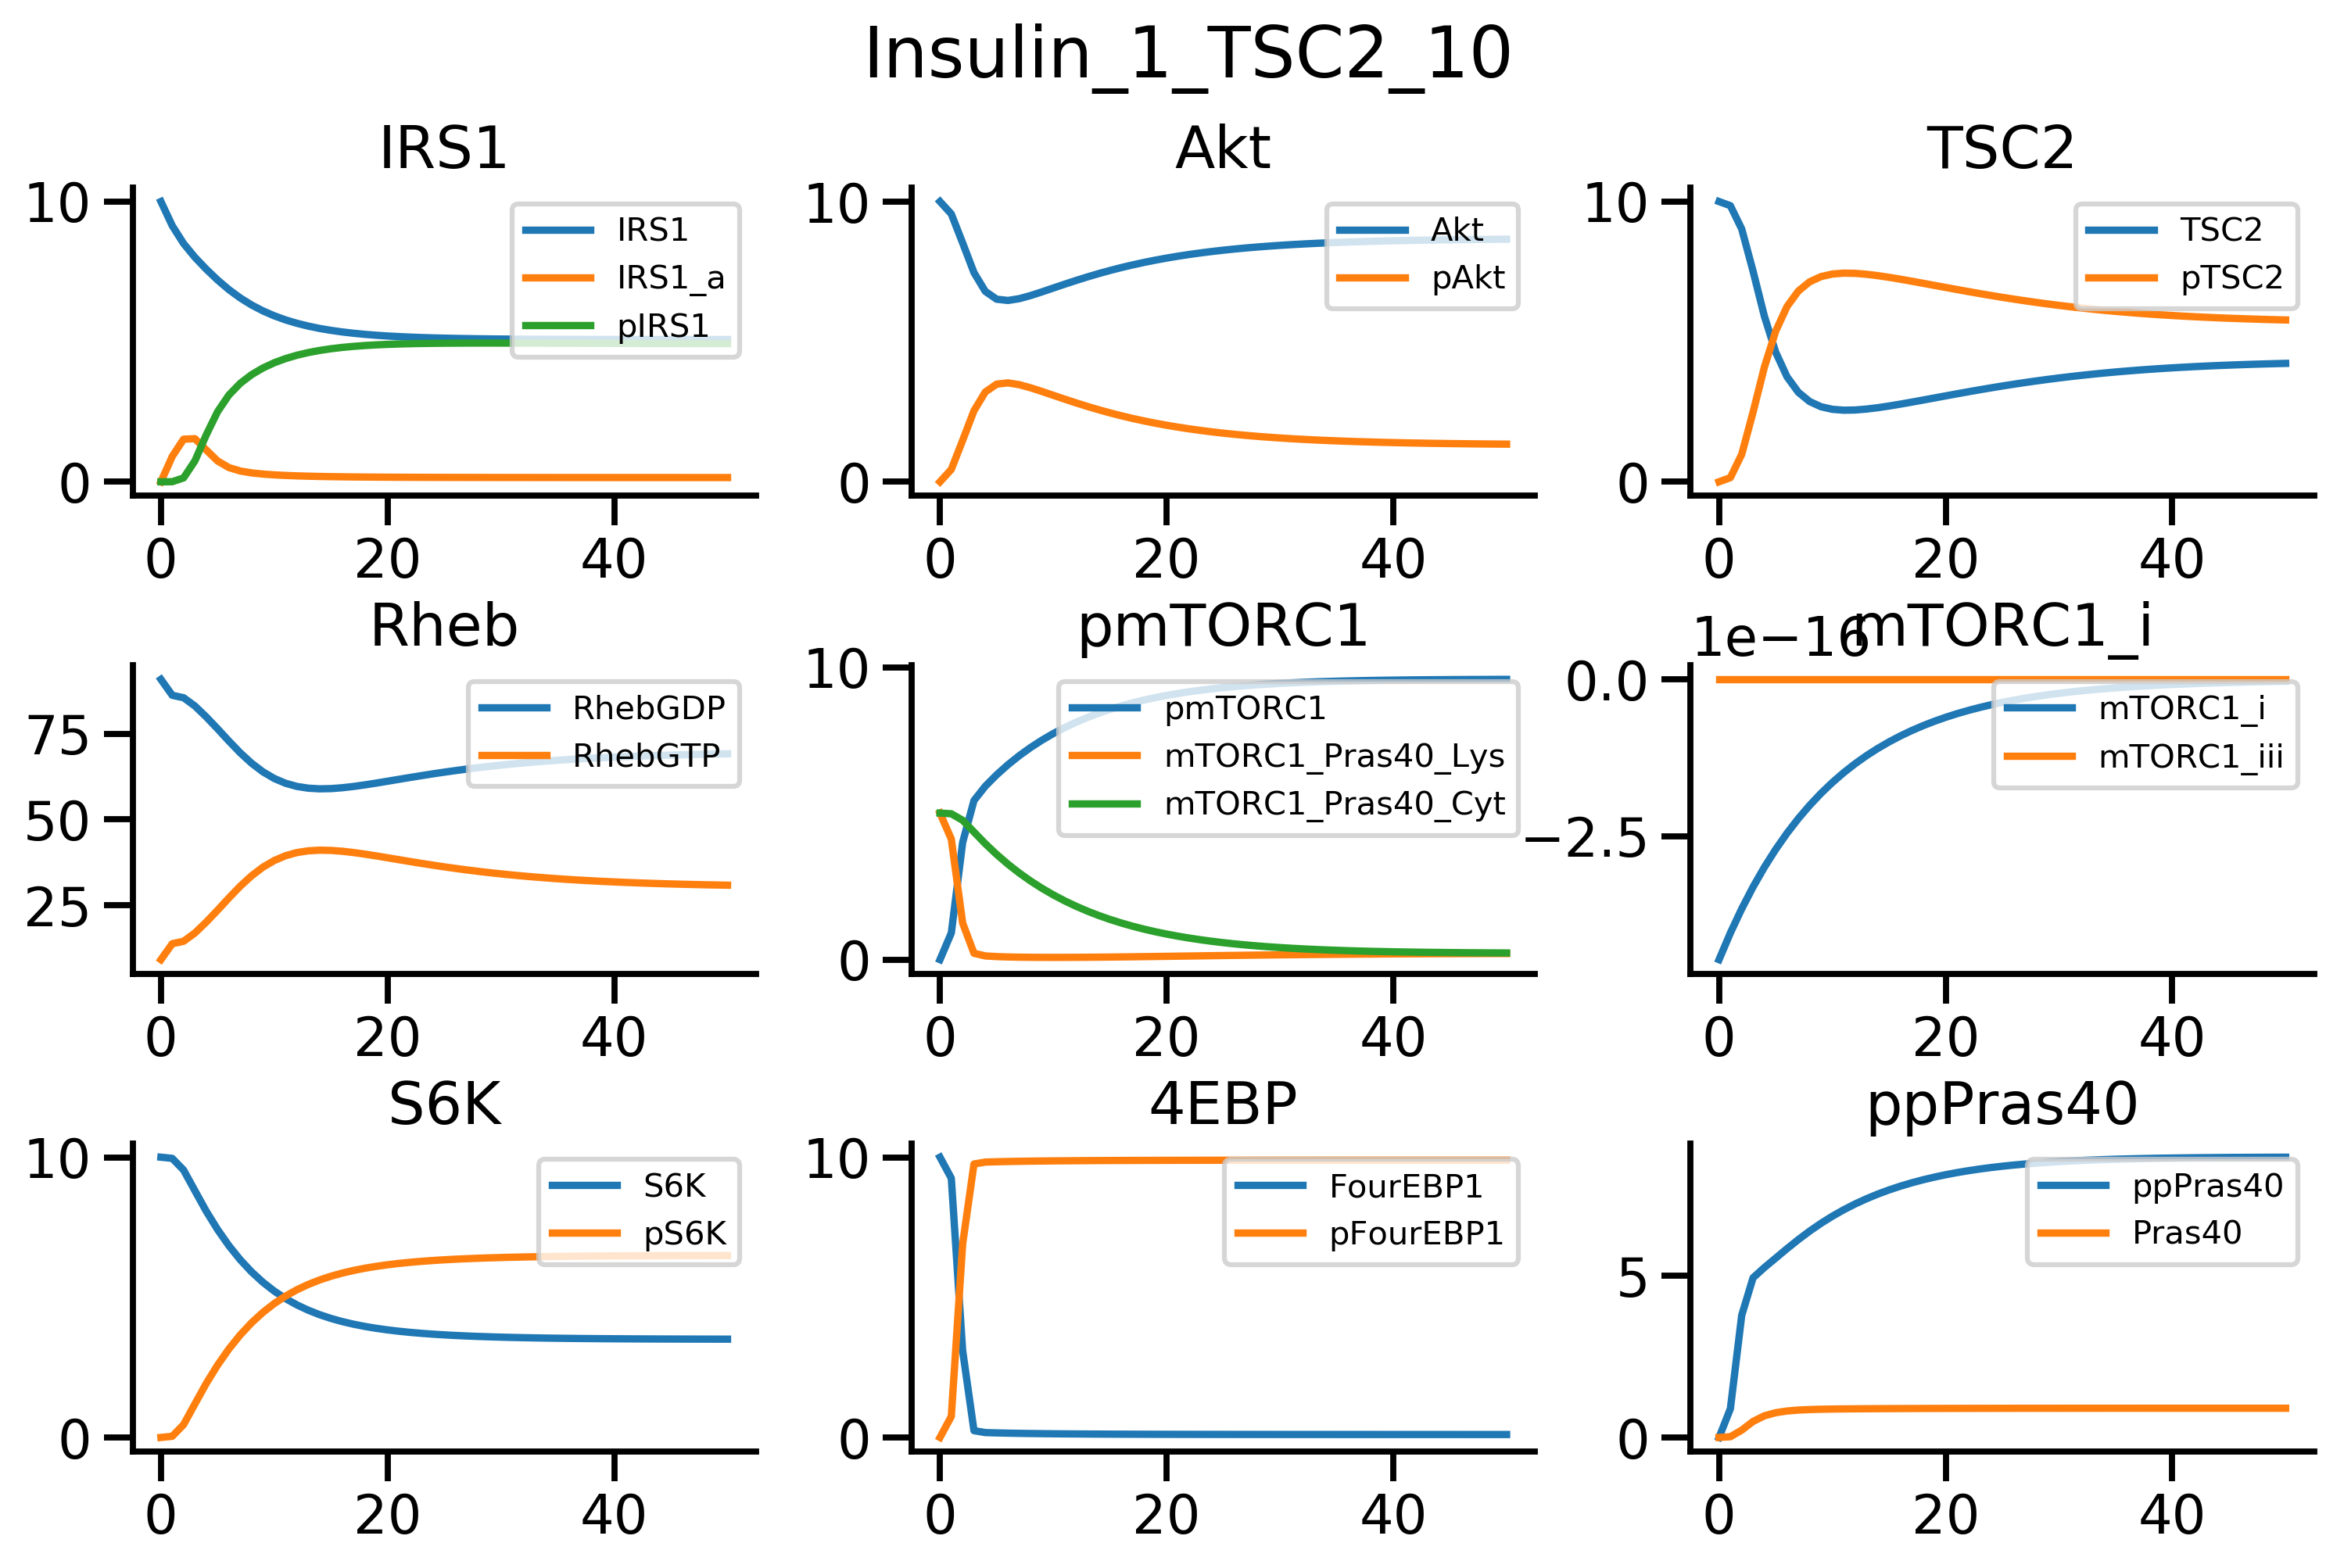 Insulin_1_TSC2_10
IRS1
10
0
0 20 40
IRS1
IRS1_a
pIRS1
Akt
10
0
0 20 40
Akt
pAkt
TSC2
10
0
0 20 40
TSC2
pTSC2
Rheb
75
50
25
0 20 40
RhebGDP
RhebGTP
pmTORC1
10
0
0 20 40
pmTORC1
mTORC1_Pras40_Lys
mTORC1_Pras40_Cyt
mTORC1_i
1e−16
0.0
−2.5
0 20 40
mTORC1_i
mTORC1_iii
S6K
10
0
0 20 40
S6K
pS6K
4EBP
10
0
0 20 40
FourEBP1
pFourEBP1
ppPras40
5
0
0 20 40
ppPras40
Pras40